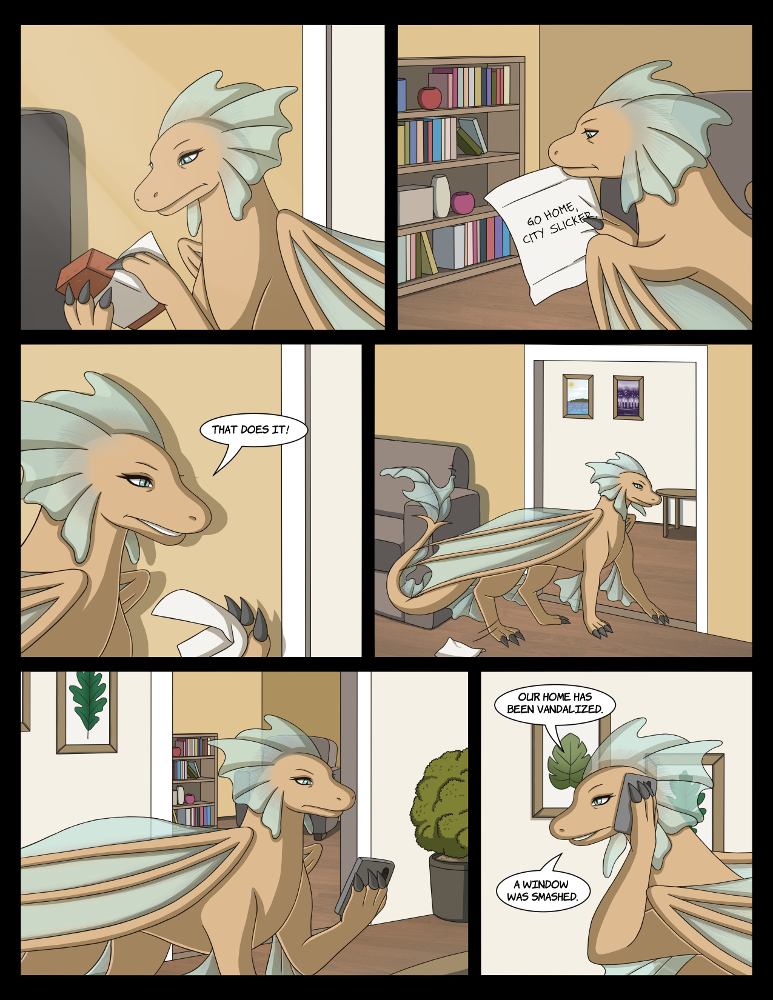 GO HOME,
CITY SLICKER
THAT DOES IT!
OUR HOME HAS
BEEN VANDALIZED.
A WINDOW
WAS SMASHED.